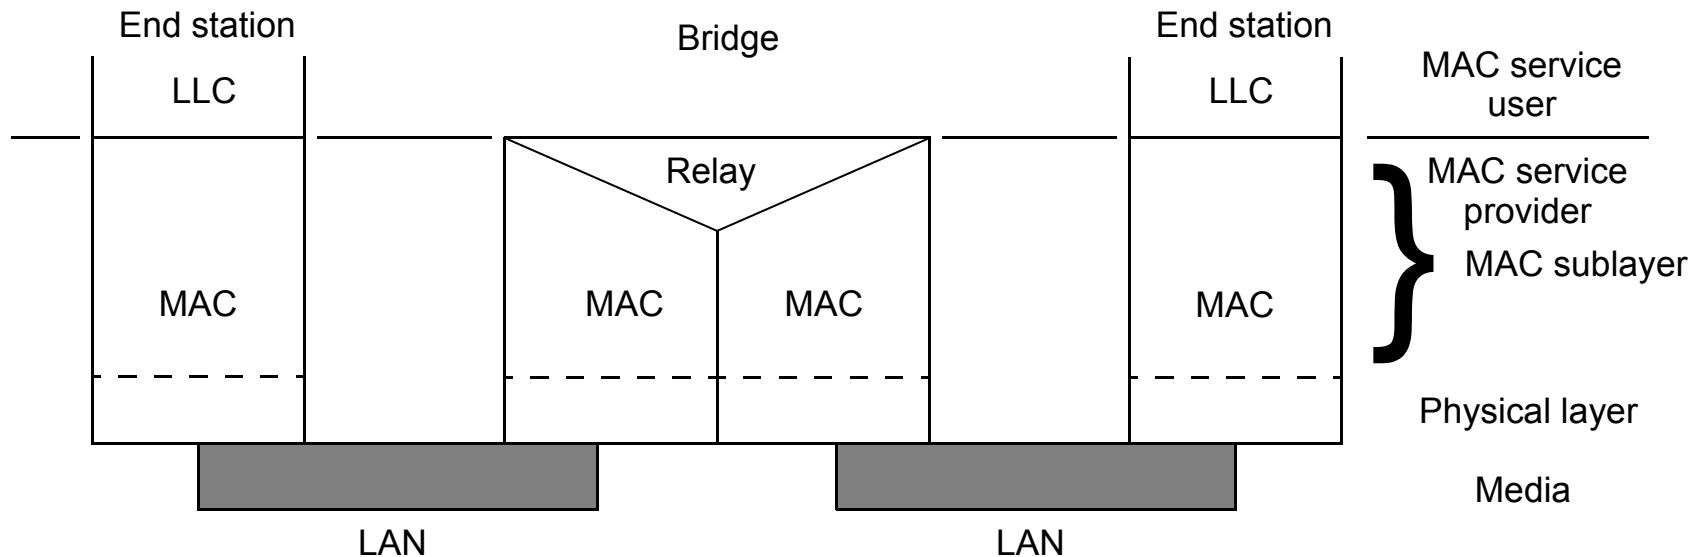 End station
Bridge
End station
LLC
LLC
MAC service
user
Relay
MAC service
provider
MAC sublayer
MAC
MAC
MAC
MAC
Physical layer
Media
LAN
LAN